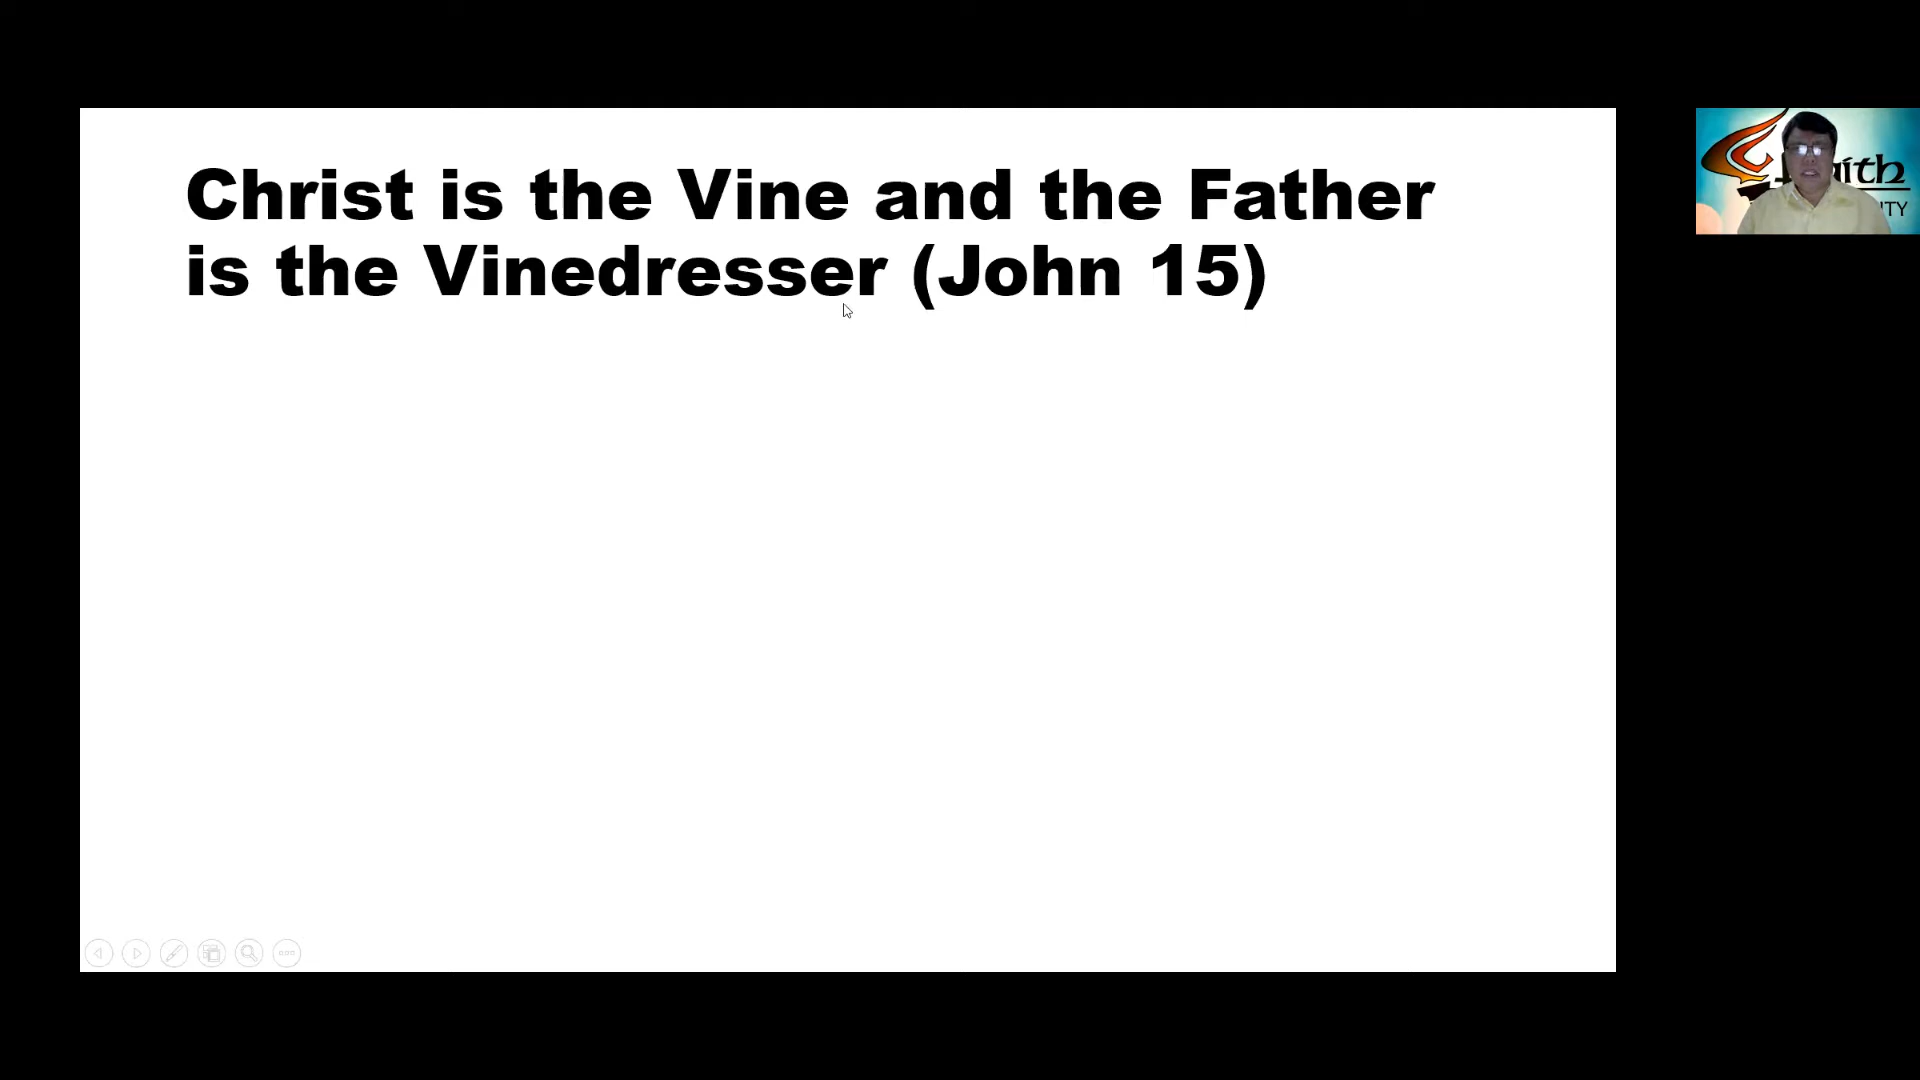 Christ is the Vine and the Father
is the Vinedresser (John 15)